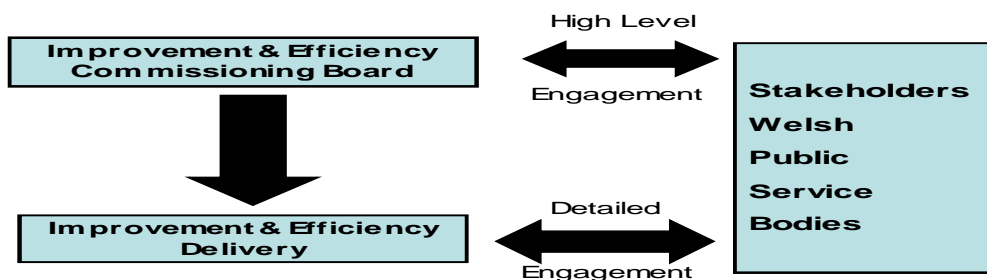 High Level
Improvement & Efficiency
Commissioning Board
Engagement
Stakeholders
Welsh
Public
Service
Bodies
Detailed
Improvement & Efficiency
Delivery
Engagement